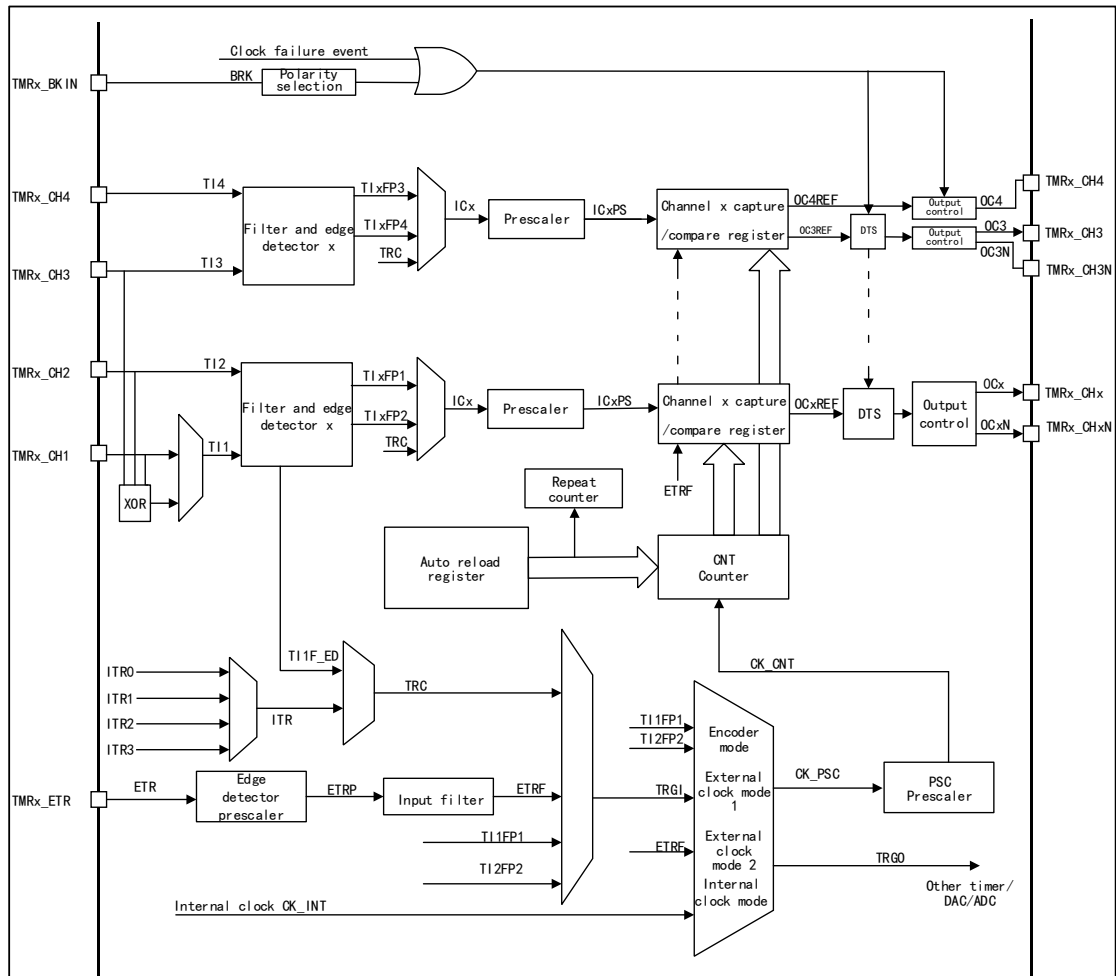 Clock failure event
TMRx_BKIN
BRK
Polarity
selection
TMRx_CH4
TI4
TIxFP3
ICx
Prescaler
ICxPS
Channel x capture
/compare register
OC4REF
Output
control
OC4
TMRx_CH4
Filter and edge
detector x
TIxFP4
TRC
OC3REF
DTS
Output
control
OC3
TMRx_CH3
OC3N
TMRx_CH3N
TMRx_CH3
TI3
TMRx_CH2
TI2
TIxFP1
Filter and edge
detector x
TIxFP2
TRC
ICx
Prescaler
ICxPS
Channel x capture
/compare register
OCxREF
DTS
Output
control
OCx
TMRx_CHx
OCxN
TMRx_CHxN
TMRx_CH1
TI1
XOR
ETRF
Repeat
counter
Auto reload
register
CNT
Counter
TI1F_ED
CK_CNT
ITR0
ITR1
ITR2
ITR3
ITR
TRC
TI1FP1
TI2FP2
Encoder
mode
TMRx_ETR
ETR
Edge
detector
prescaler
ETRP
Input filter
ETRF
TRGI
External
clock mode
1
CK_PSC
PSC
Prescaler
TI1FP1
TI2FP2
ETRF
External
clock
mode 2
TRGO
Other timer/
DAC/ADC
Internal clock CK_INT
Internal
clock mode